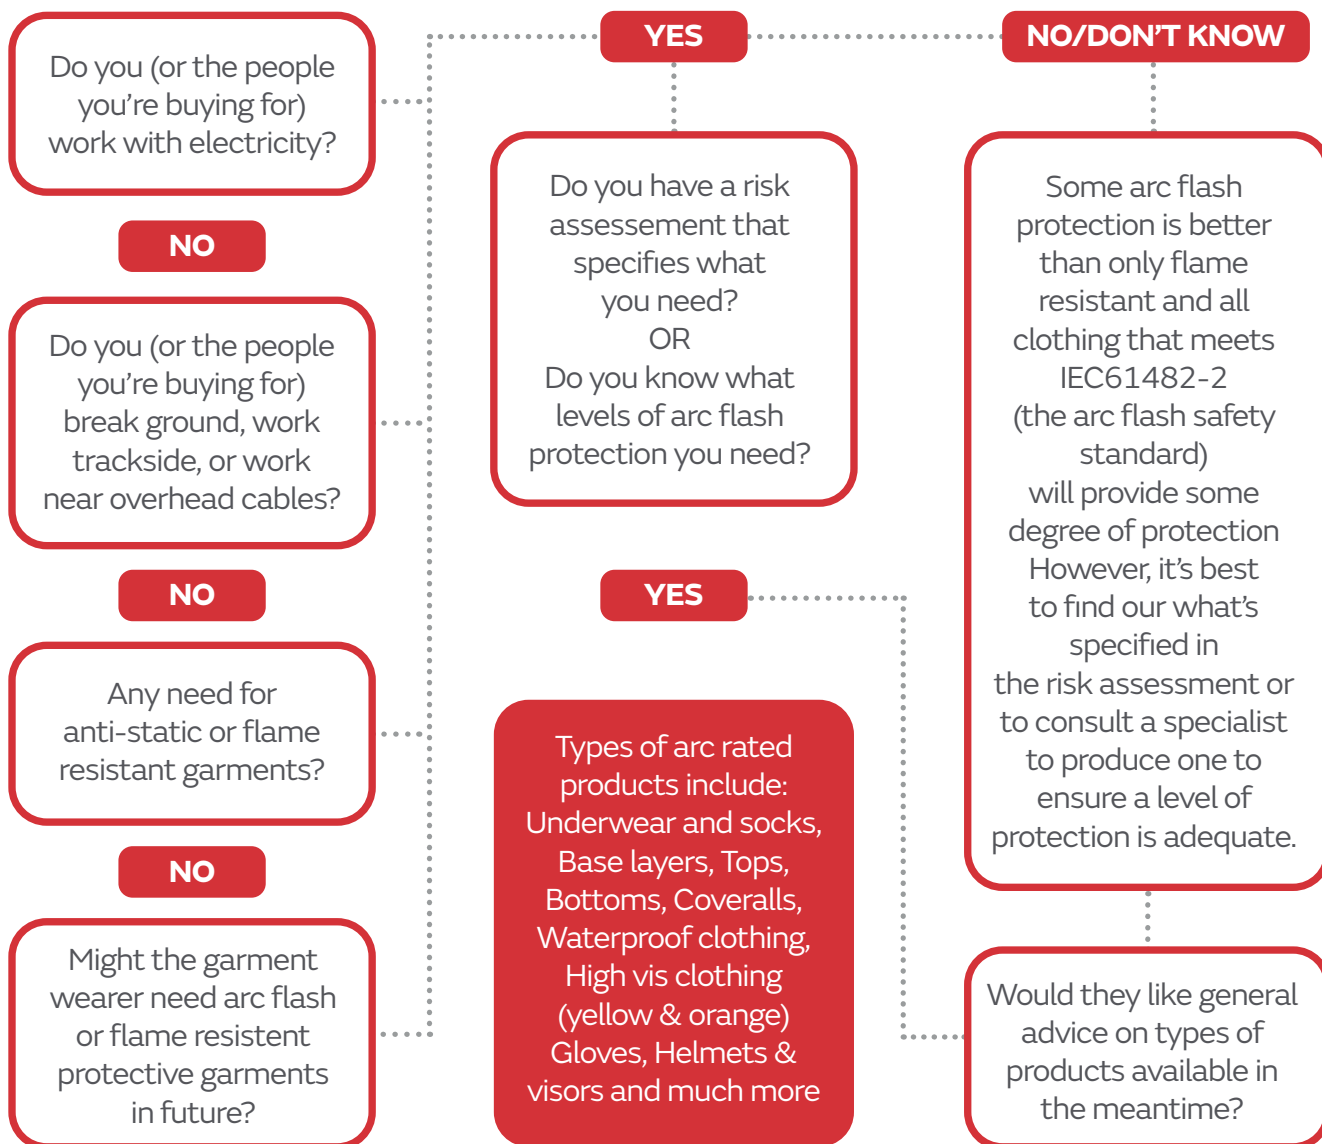 Do you (or the people
you're buying for)
work with electricity?
NO
Do you (or the people
you're buying for)
break ground, work
trackside, or work
near overhead cables?
NO
Any need for
anti-static or flame
resistant garments?
NO
Might the garment
wearer need arc flash
or flame resistent
protective garments
in future?
YES
Do you have a risk
assessement that
specifies what
you need?
OR
Do you know what
levels of arc flash
protection you need?
YES
Types of arc rated
products include:
Underwear and socks,
Base layers, Tops,
Bottoms, Coveralls,
Waterproof clothing,
High vis clothing
(yellow & orange)
Gloves, Helmets &
visors and much more
NO/DON'T KNOW
Some arc flash
protection is better
than only flame
resistant and all
clothing that meets
IEC61482-2
(the arc flash safety
standard)
will provide some
degree of protection
However, it's best
to find our what's
specified in
the risk assessment or
to consult a specialist
to produce one to
ensure a level of
protection is adequate.
Would they like general
advice on types of
products available in
the meantime?